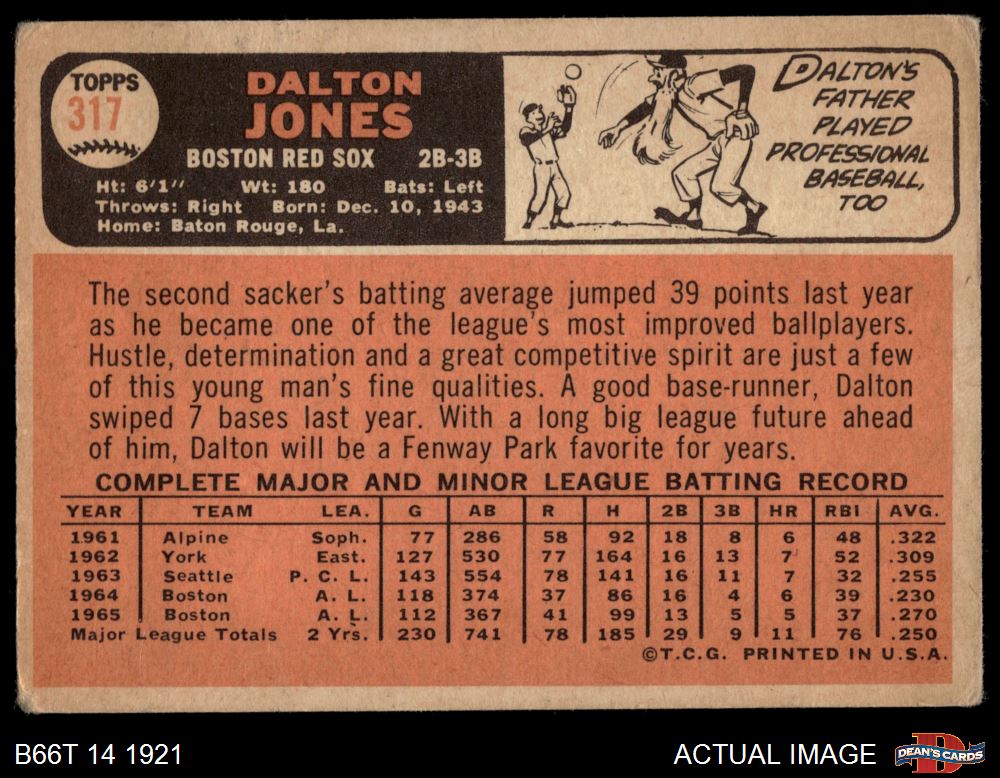 TOPPS
317
DALTON
JONES
BOSTON RED SOX 2B-3B
Ht: 6'1" Wt: 180 Bats: Left
Throws: Right Born: Dec. 10, 1943
Home: Baton Rouge, La.
DALTON'S
FATHER
PLAYED
PROFESSIONAL
BASEBALL,
TOO
The second sacker's batting average jumped 39 points last year
as he became one of the league's most improved ballplayers.
Hustle, determination and a great competitive spirit are just a few
of this young man's fine qualities. A good base-runner, Dalton
swiped 7 bases last year. With a long big league future ahead
of him, Dalton will be a Fenway Park favorite for years.
COMPLETE MAJOR AND MINOR LEAGUE BATTING RECORD
YEAR TEAM LEA. G AB R H 2B 3B HR RBI AVG.
1961 Alpine Soph. 77 286 58 92 18 8 6 48 .322
1962 York East. 127 530 77 164 16 13 7 52 .309
1963 Seattle P. C. L. 143 554 78 141 16 11 7 32 .255
1964 Boston A. L. 118 374 37 86 16 4 6 39 .230
1965 Boston A. L. 112 367 41 99 13 5 5 37 .270
Major League Totals 2 Yrs. 230 741 78 185 29 9 11 76 .250
©T.C.G. PRINTED IN U.S.A.
B66T 14 1921
ACTUAL IMAGE
D
DEAN'S CARDS